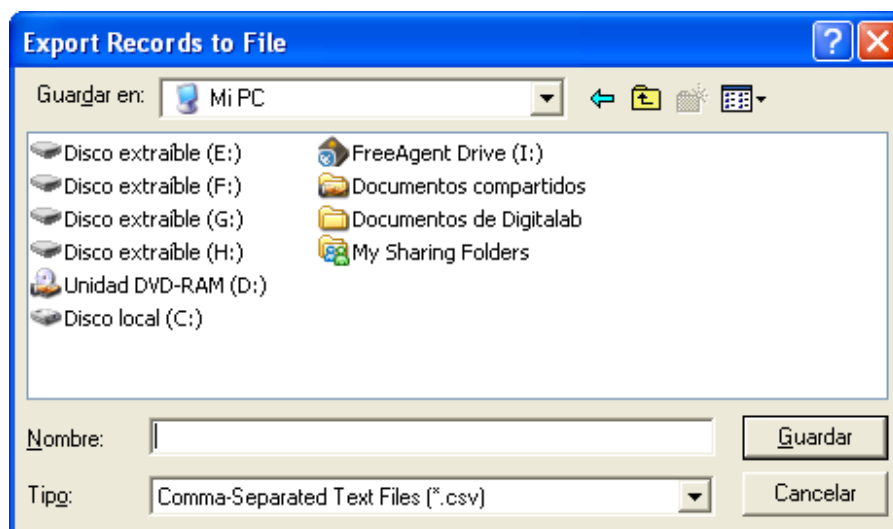 Export Records to File
Guardar en: Mi PC
Disco extraíble (E:)
Disco extraíble (F:)
Disco extraíble (G:)
Disco extraíble (H:)
Unidad DVD-RAM (D:)
Disco local (C:)
FreeAgent Drive (I:)
Documentos compartidos
Documentos de Digitalab
My Sharing Folders
Nombre:
Guardar
Tipo: Comma-Separated Text Files (*.csv)
Cancelar